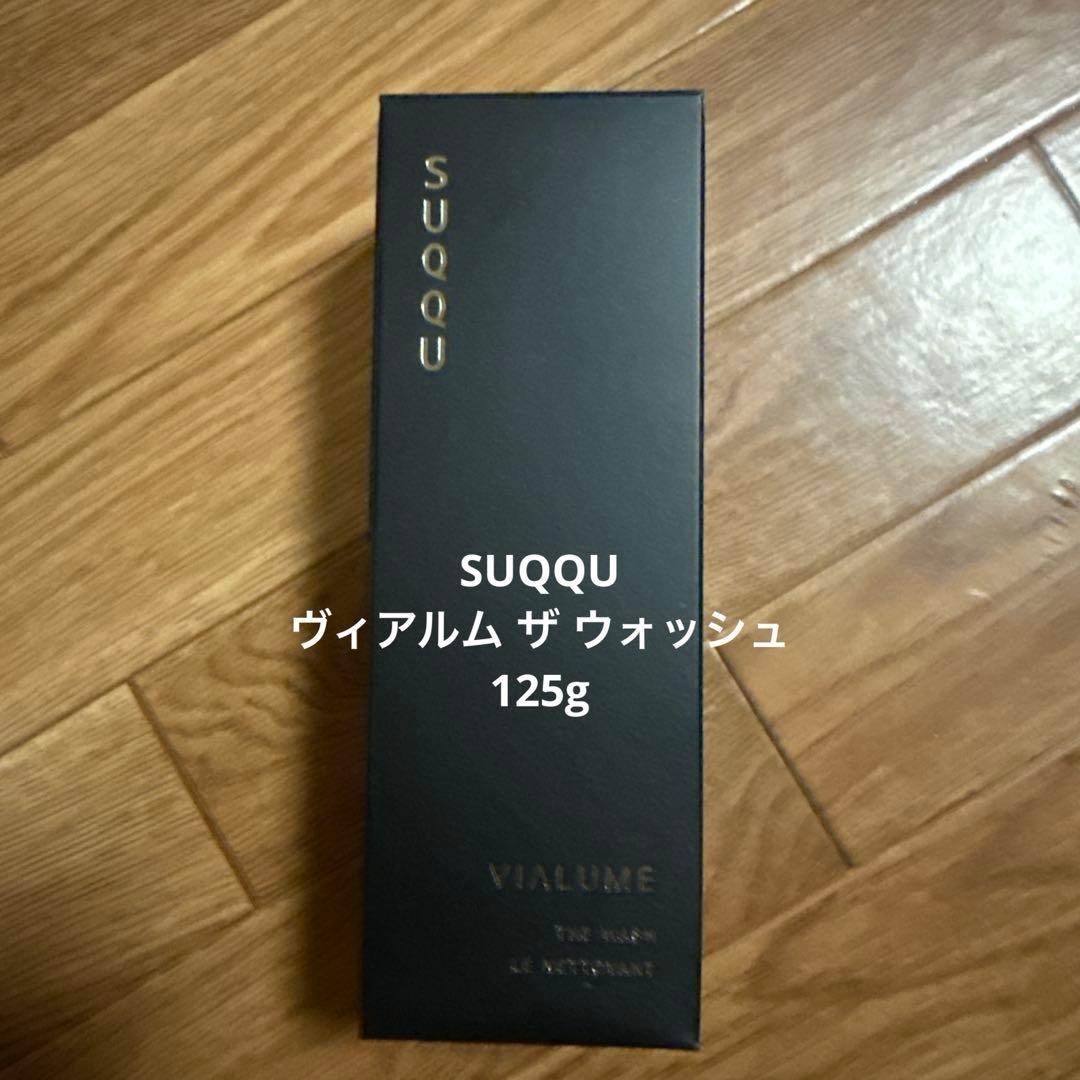 SUQQU
SUQQU
ヴィアルム ザ ウォッシュ
125g
VIALUME
THE WASH
LE NETTOYANT